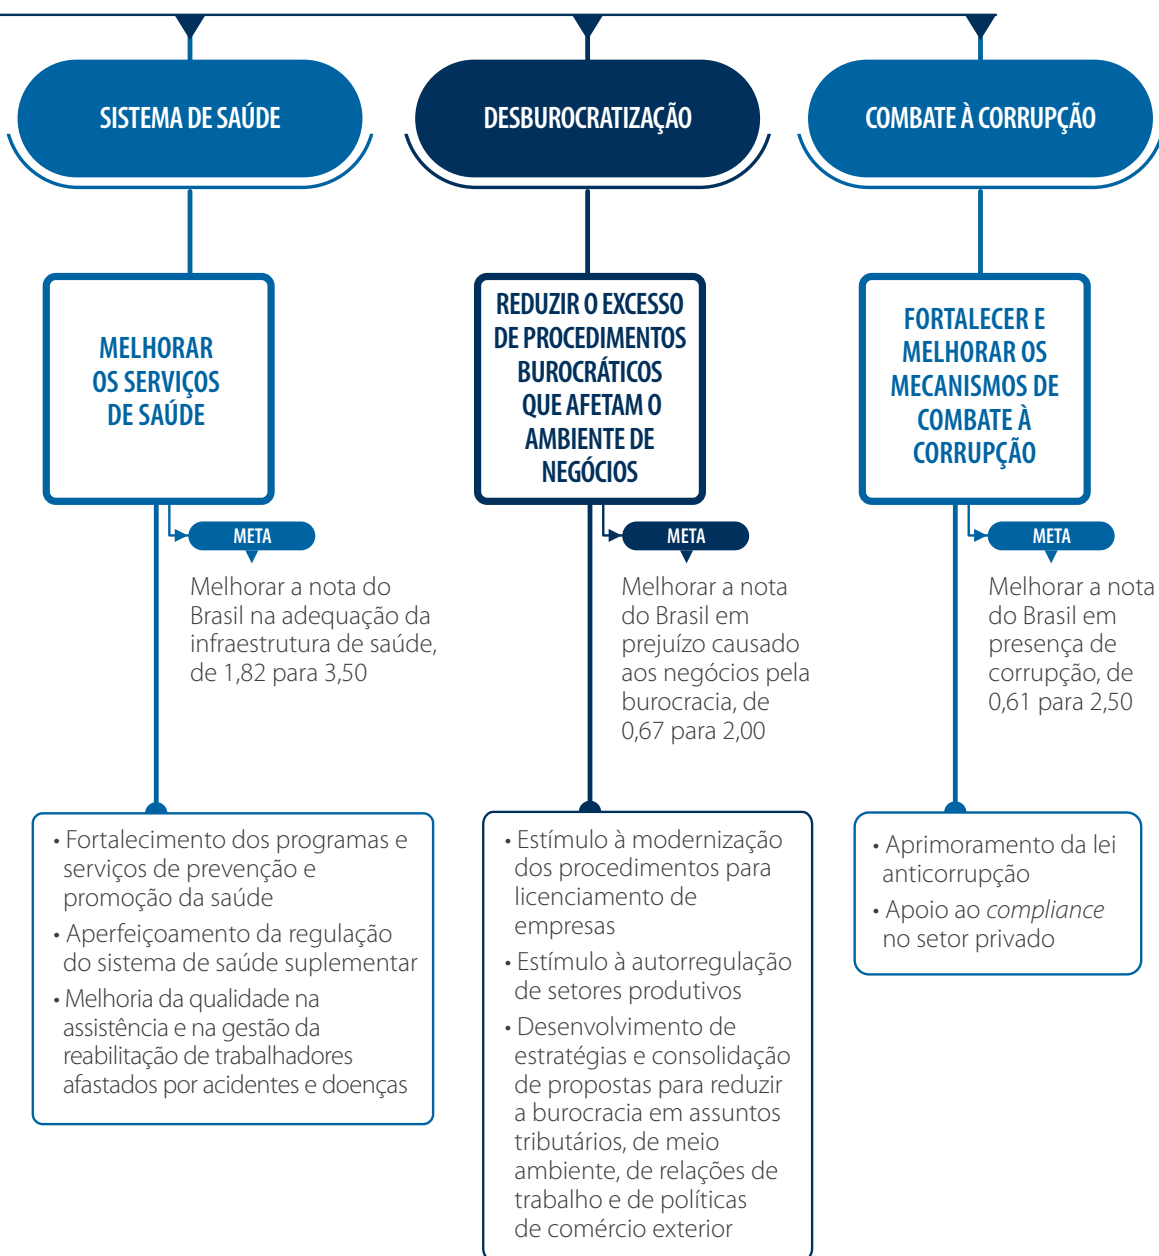 SISTEMA DE SAÚDE
MELHORAR
OS SERVIÇOS
DE SAÚDE
META
Melhorar a nota do
Brasil na adequação da
infraestrutura de saúde,
de 1,82 para 3,50
• Fortalecimento dos programas e
serviços de prevenção e
promoção da saúde
• Aperfeiçoamento da regulação
do sistema de saúde suplementar
• Melhoria da qualidade na
assistência e na gestão da
reabilitação de trabalhadores
afastados por acidentes e doenças
DESBUROCRATIZAÇÃO
REDUZIR O EXCESSO
DE PROCEDIMENTOS
BUROCRÁTICOS
QUE AFETAM O
AMBIENTE DE
NEGÓCIOS
META
Melhorar a nota
do Brasil em
prejuízo causado
aos negócios pela
burocracia, de
0,67 para 2,00
• Estímulo à modernização
dos procedimentos para
licenciamento de
empresas
• Estímulo à autorregulação
de setores produtivos
• Desenvolvimento de
estratégias e consolidação
de propostas para reduzir
a burocracia em assuntos
tributários, de meio
ambiente, de relações de
trabalho e de políticas
de comércio exterior
COMBATE À CORRUPÇÃO
FORTALECER E
MELHORAR OS
MECANISMOS DE
COMBATE À
CORRUPÇÃO
META
Melhorar a nota
do Brasil em
presença de
corrupção, de
0,61 para 2,50
• Aprimoramento da lei
anticorrupção
• Apoio ao compliance
no setor privado